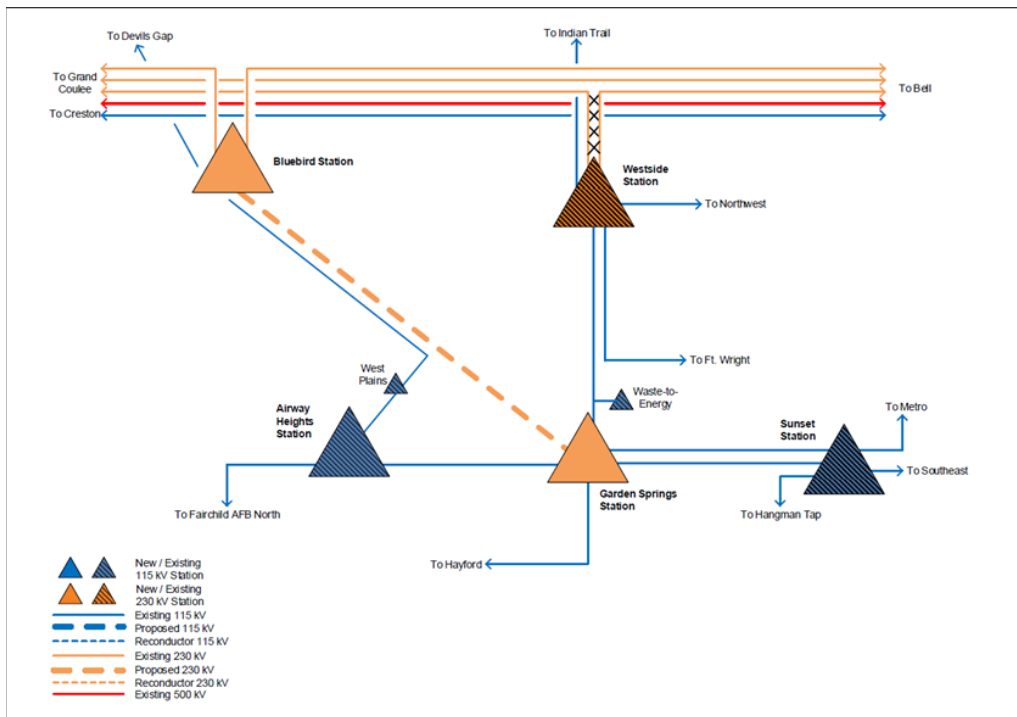 To Devils Gap
To Indian Trail
To Grand
Coulee
To Bell
To Creston
Bluebird Station
Westside
Station
To Northwest
To Ft. Wright
West
Plains
Waste-to-
Energy
Airway
Heights
Station
Sunset
Station
To Metro
To Southeast
Garden Springs
Station
To Fairchild AFB North
To Hangman Tap
To Hayford
New / Existing
115 kV Station
New / Existing
230 kV Station
Existing 115 kV
Proposed 115 kV
Reconductor 115 kV
Existing 230 kV
Proposed 230 kV
Reconductor 230 kV
Existing 500 kV